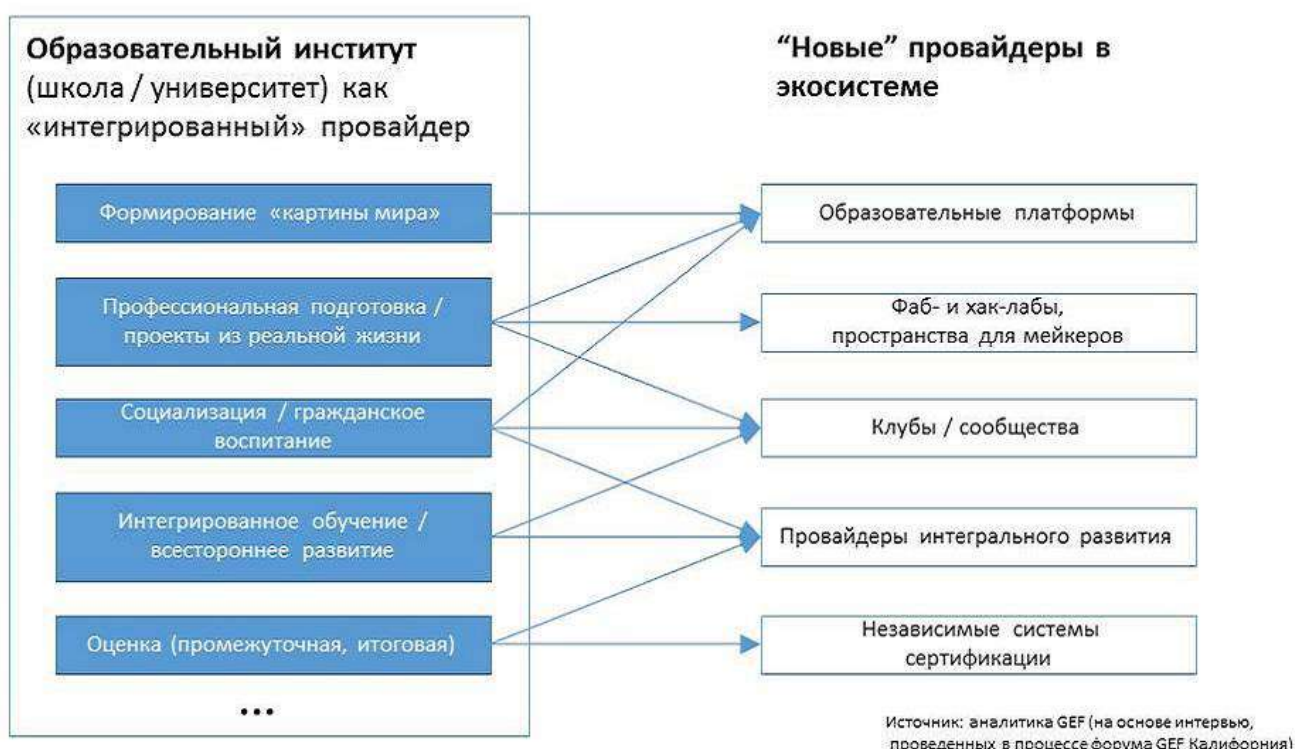 Образовательный институт
(школа / университет) как
«интегрированный» провайдер
Формирование «картины мира»
Профессиональная подготовка /
проекты из реальной жизни
Социализация / гражданское
воспитание
Интегрированное обучение /
всестороннее развитие
Оценка (промежуточная, итоговая)
...
"Новые" провайдеры в
экосистеме
Образовательные платформы
Фаб- и хак-лабы,
пространства для мейкеров
Клубы / сообщества
Провайдеры интегрального развития
Независимые системы
сертификации
Источник: аналитика GEF (на основе интервью,
проведенных в процессе форума GEF Калифорния)